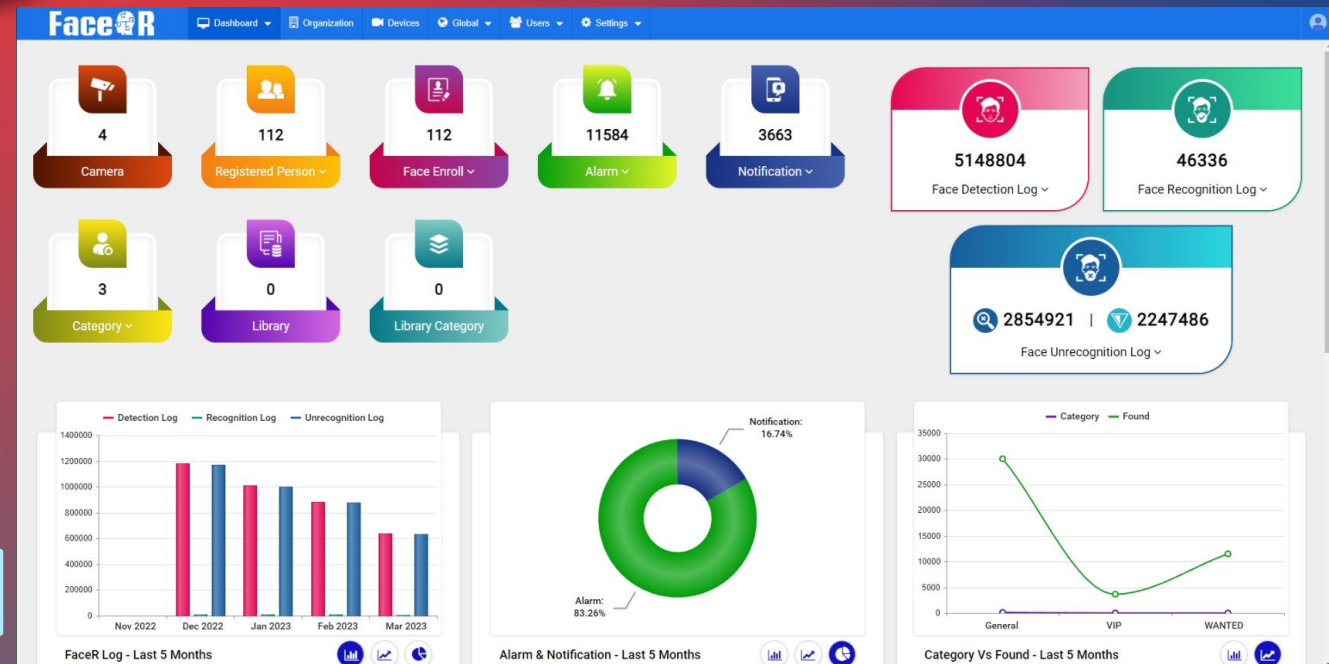 FaceR
Dashboard
Organization
Devices
Global
Users
Settings
4
Camera
112
Registered Person
112
Face Enroll
11584
Alarm
3663
Notification
5148804
Face Detection Log
46336
Face Recognition Log
3
Category
0
Library
0
Library Category
2854921 | 2247486
Face Unrecognition Log
Detection Log Recognition Log Unrecognition Log
1400000
1200000
1000000
800000
600000
400000
200000
0
Nov 2022 Dec 2022 Jan 2023 Feb 2023 Mar 2023
FaceR Log - Last 5 Months
Notification:
16.74%
Alarm:
83.26%
Alarm & Notification - Last 5 Months
Category Found
35000
30000
25000
20000
15000
10000
5000
0
General VIP WANTED
Category Vs Found - Last 5 Months